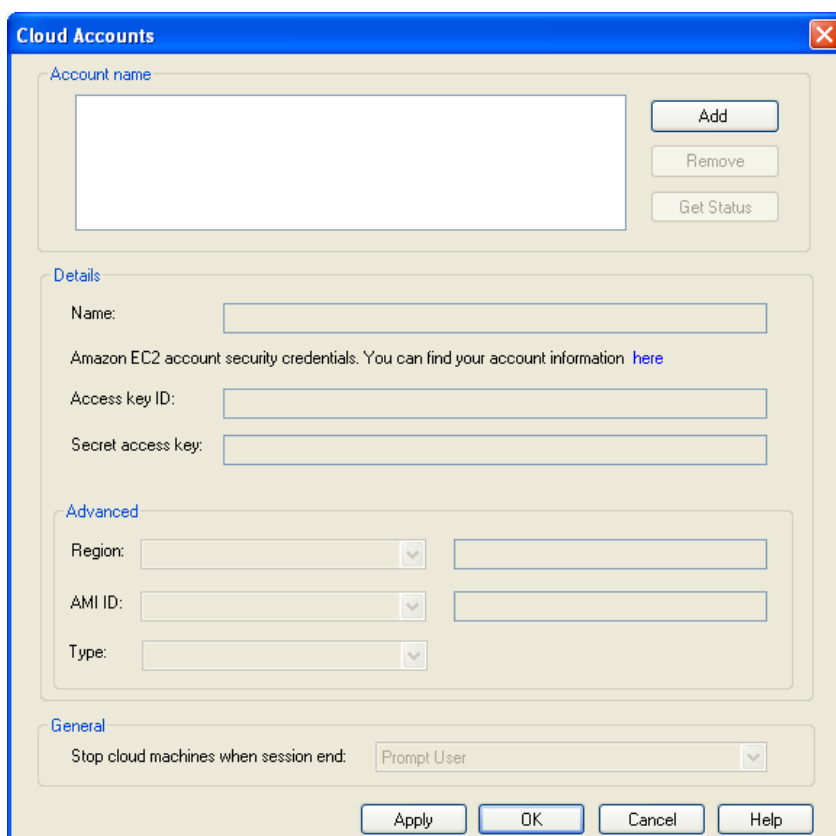 Cloud Accounts
Account name
Add
Remove
Get Status
Details
Name:
Amazon EC2 account security credentials. You can find your account information here
Access key ID:
Secret access key:
Advanced
Region:
AMI ID:
Type:
General
Stop cloud machines when session end: Prompt User
Apply OK Cancel Help